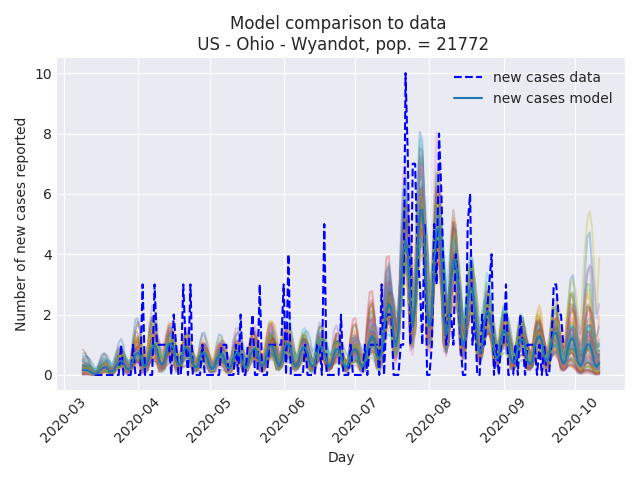 Model comparison to data
US - Ohio - Wyandot, pop. = 21772
new cases data
new cases model
Number of new cases reported
10
8
6
4
2
0
2020-03
2020-04
2020-05
2020-06
2020-07
2020-08
2020-09
2020-10
Day